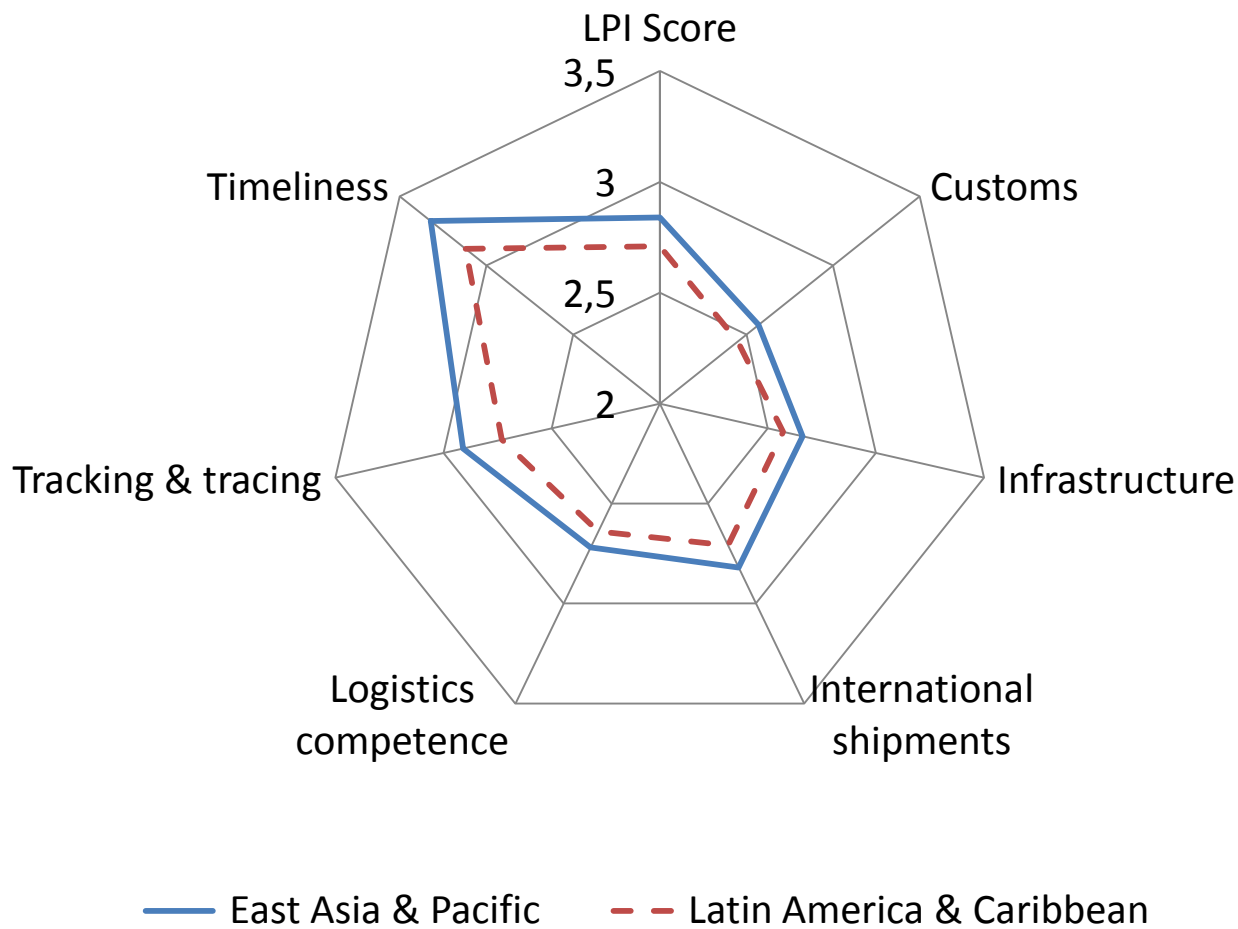 LPI Score
3,5
3
2,5
2
Timeliness
Customs
Tracking & tracing
Infrastructure
Logistics
competence
International
shipments
East Asia & Pacific
Latin America & Caribbean